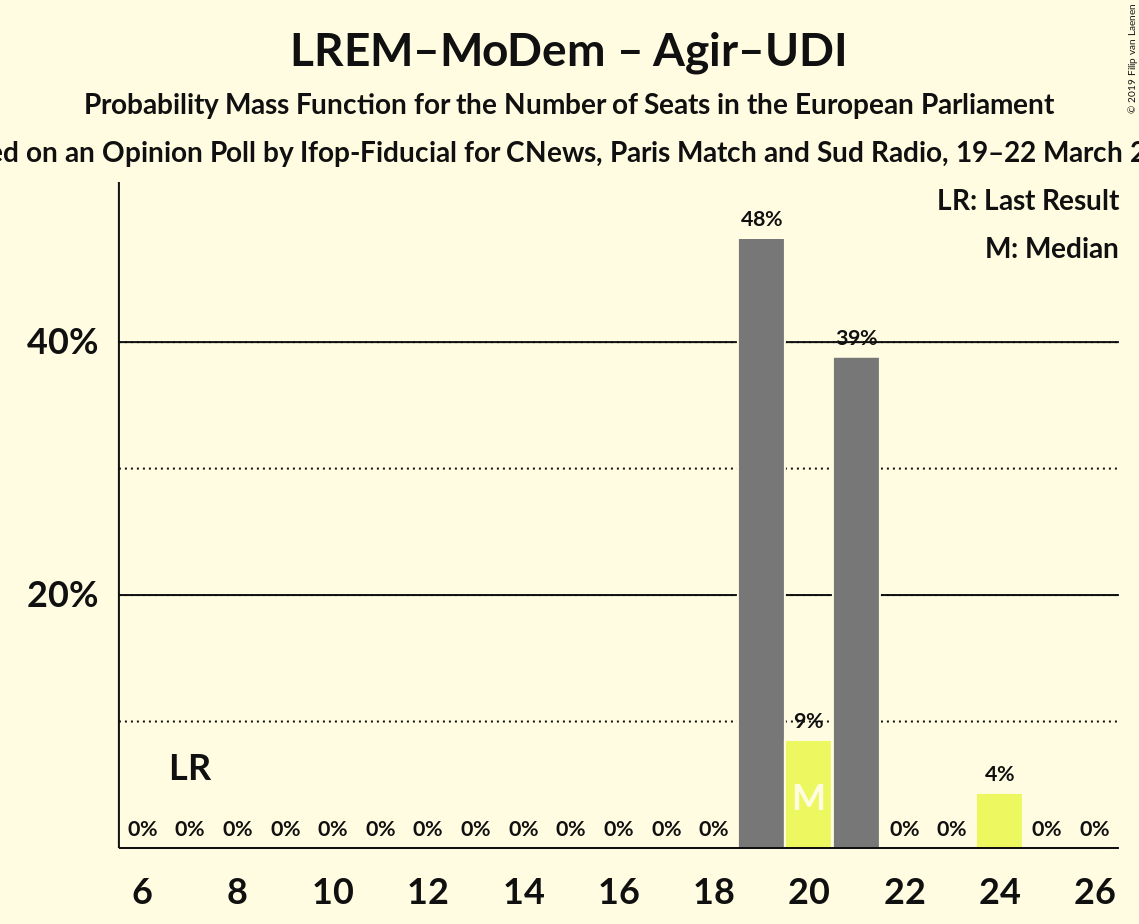 LREM–MoDem – Agir–UDI
Probability Mass Function for the Number of Seats in the European Parliament
on an Opinion Poll by Ifop-Fiducial for CNews, Paris Match and Sud Radio, 19–22 March
© 2019 Filip van Laenen
LR: Last Result
M: Median
48%
39%
40%
20%
9%
M
4%
LR
0% 0% 0% 0% 0% 0% 0% 0% 0% 0% 0% 0% 0% 0% 0% 0% 0%
6 8 10 12 14 16 18 20 22 24 26